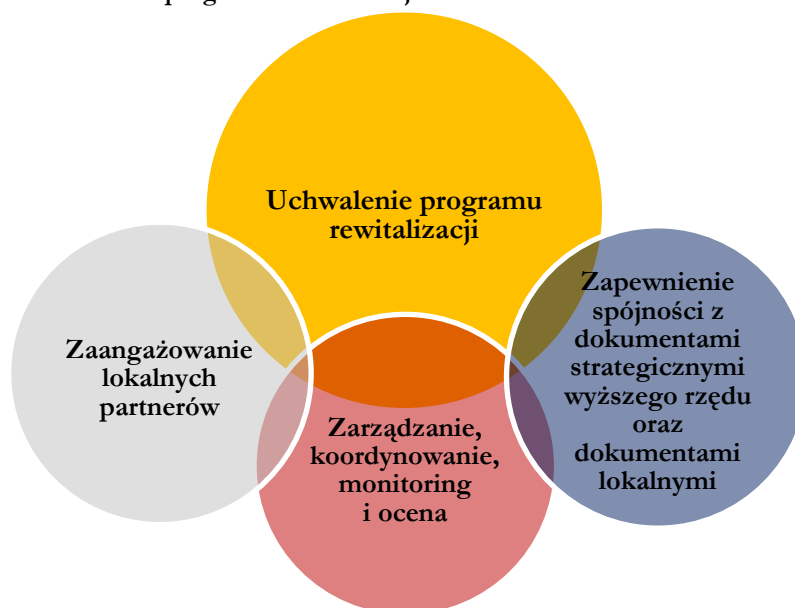 Uchwalenie programu
rewitalizacji
Zaangażowanie
lokalnych
partnerów
Zarządzanie,
koordynowanie,
monitoring
i ocena
Zapewnienie
spójności z
dokumentami
strategicznymi
wyższego rzędu
oraz
dokumentami
lokalnymi